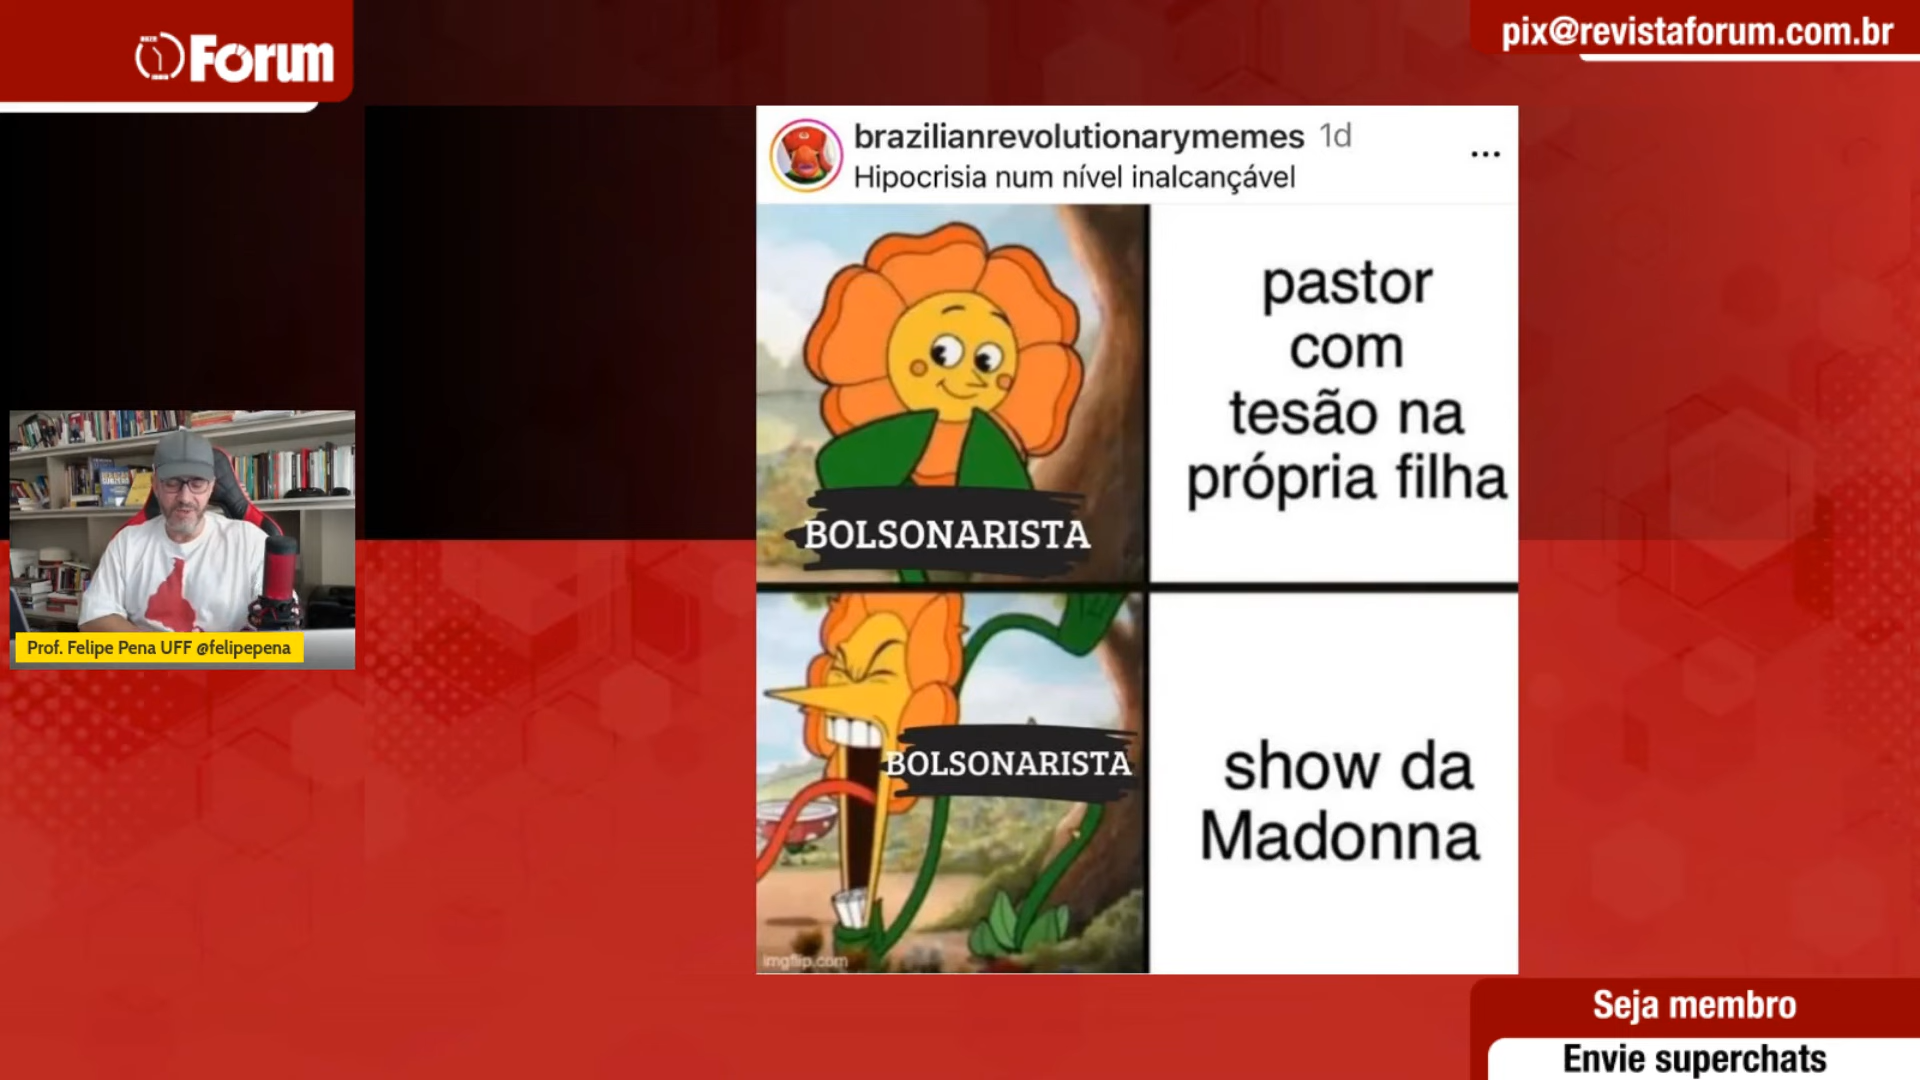 Forum
pix@revistaforum.com.br
brazilianrevolutionarymemes 1d
Hipocrisia num nível inalcançável
pastor
com
tesão na
própria filha
BOLSONARISTA
BOLSONARISTA
show da
Madonna
imgflip.com
Prof. Felipe Pena UFF @felipepena
Seja membro
Envie superchats